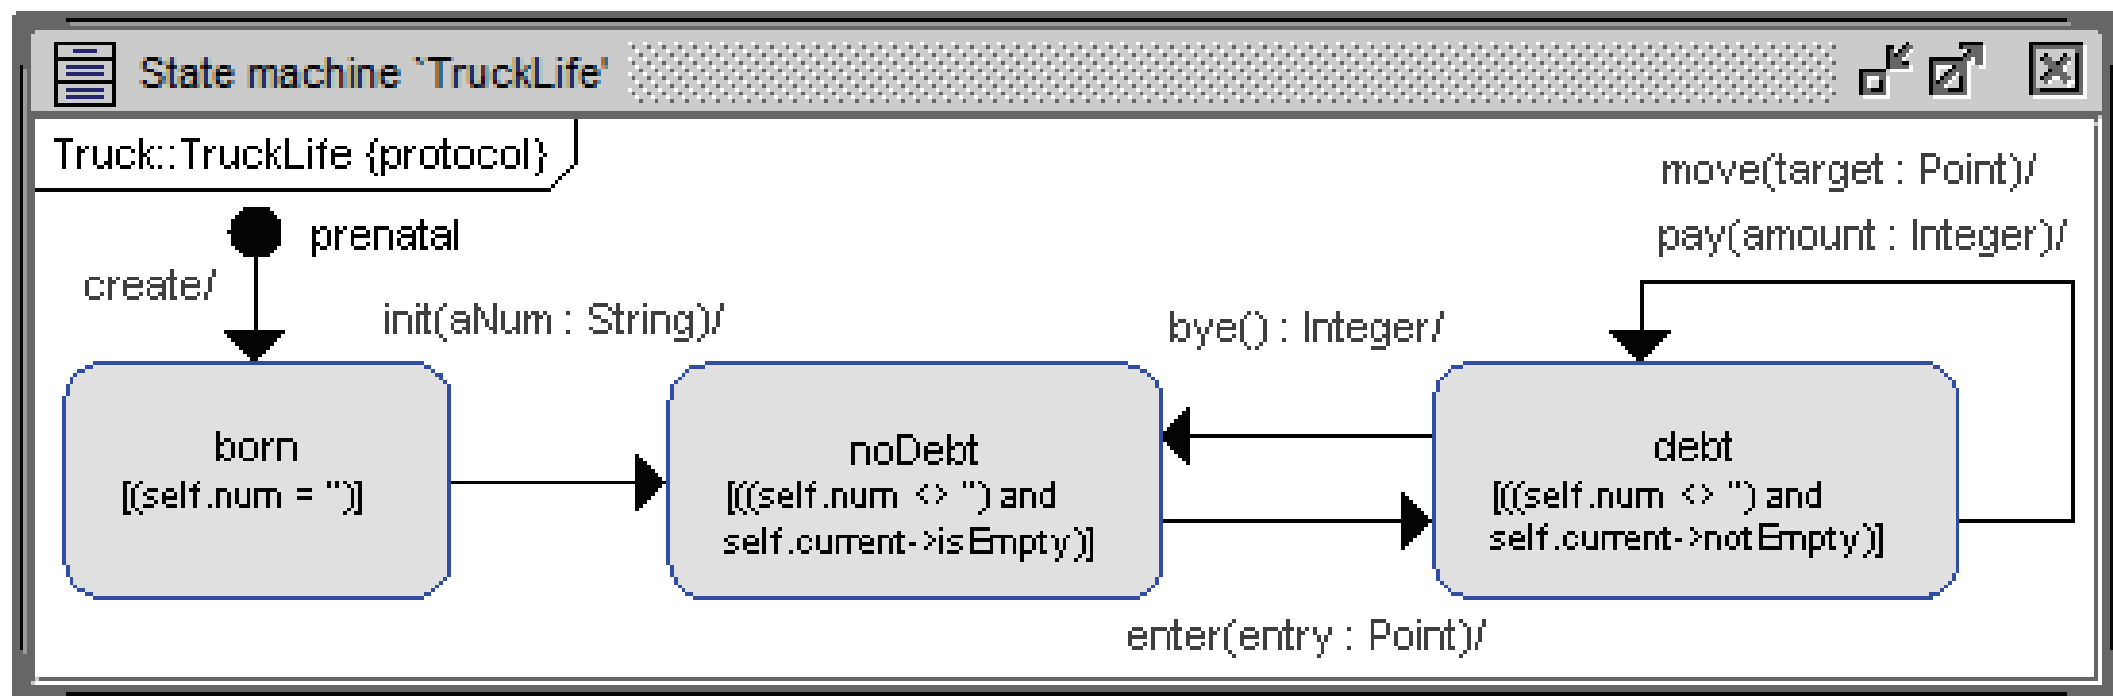 State machine `TruckLife'
Truck::TruckLife {protocol}
move(target : Point)/
pay(amount : Integer)/
prenatal
create/
init(aNum : String)/
bye() : Integer/
born
[(self.num = '')]
noDebt
[((self.num <> '') and
self.current->isEmpty)]
debt
[((self.num <> '') and
self.current->notEmpty)]
enter(entry : Point)/